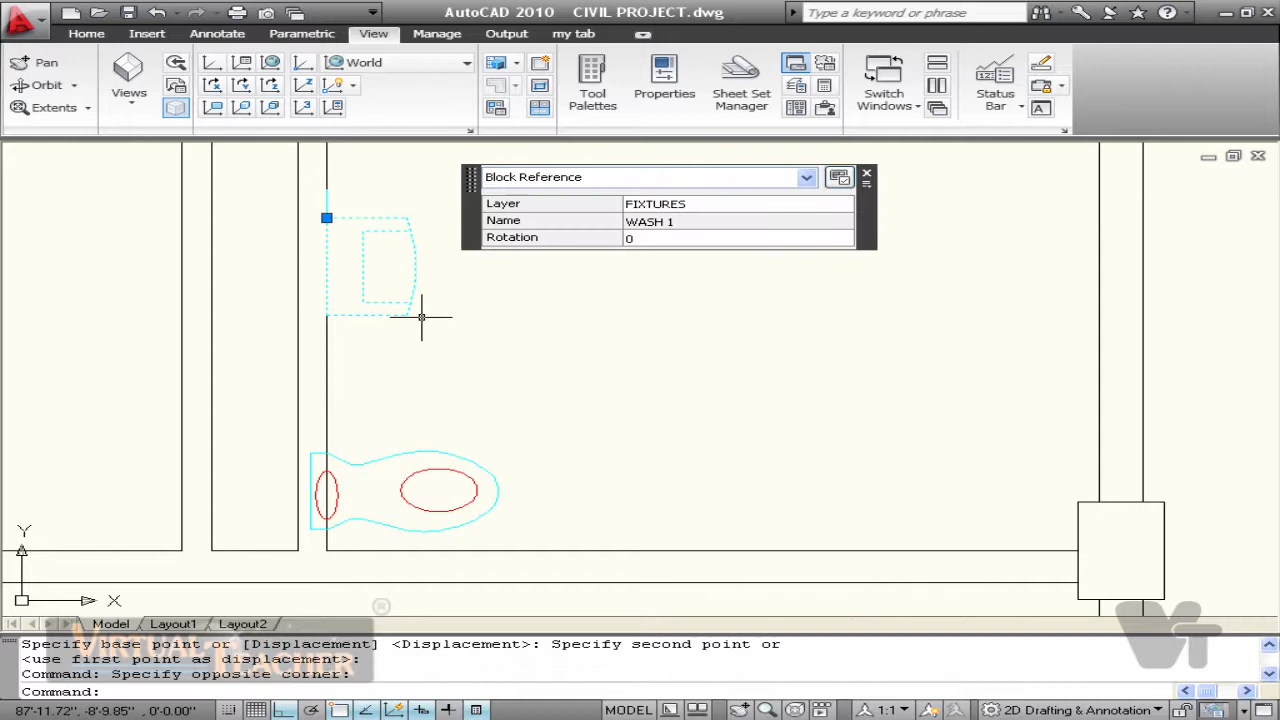 AutoCAD 2010 CIVIL PROJECT.dwg
Type a keyword or phrase
Home Insert Annotate Parametric View Manage Output my tab
Pan
Orbit
Extents
Views
World
Tool Palettes
Properties
Sheet Set Manager
Switch Windows
Status Bar
Block Reference
Layer FIXTURES
Name WASH 1
Rotation 0
Y
X
Model Layout1 Layout2
VIRTUAL TEACHER
VT
Specify base point or [Displacement] <Displacement>: Specify second point or
<use first point as displacement>:
Command: Specify opposite corner:
Command:
87'-11.72", -8'-9.85" , 0'-0.00" MODEL 1:1 2D Drafting & Annotation